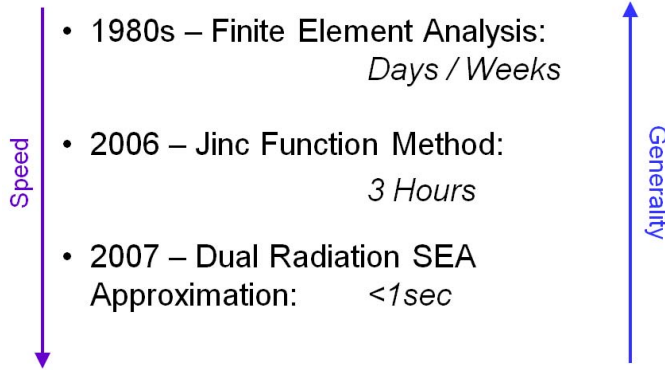 • 1980s – Finite Element Analysis:
Days / Weeks
• 2006 – Jinc Function Method:
3 Hours
• 2007 – Dual Radiation SEA
Approximation: <1sec
Speed
Generality